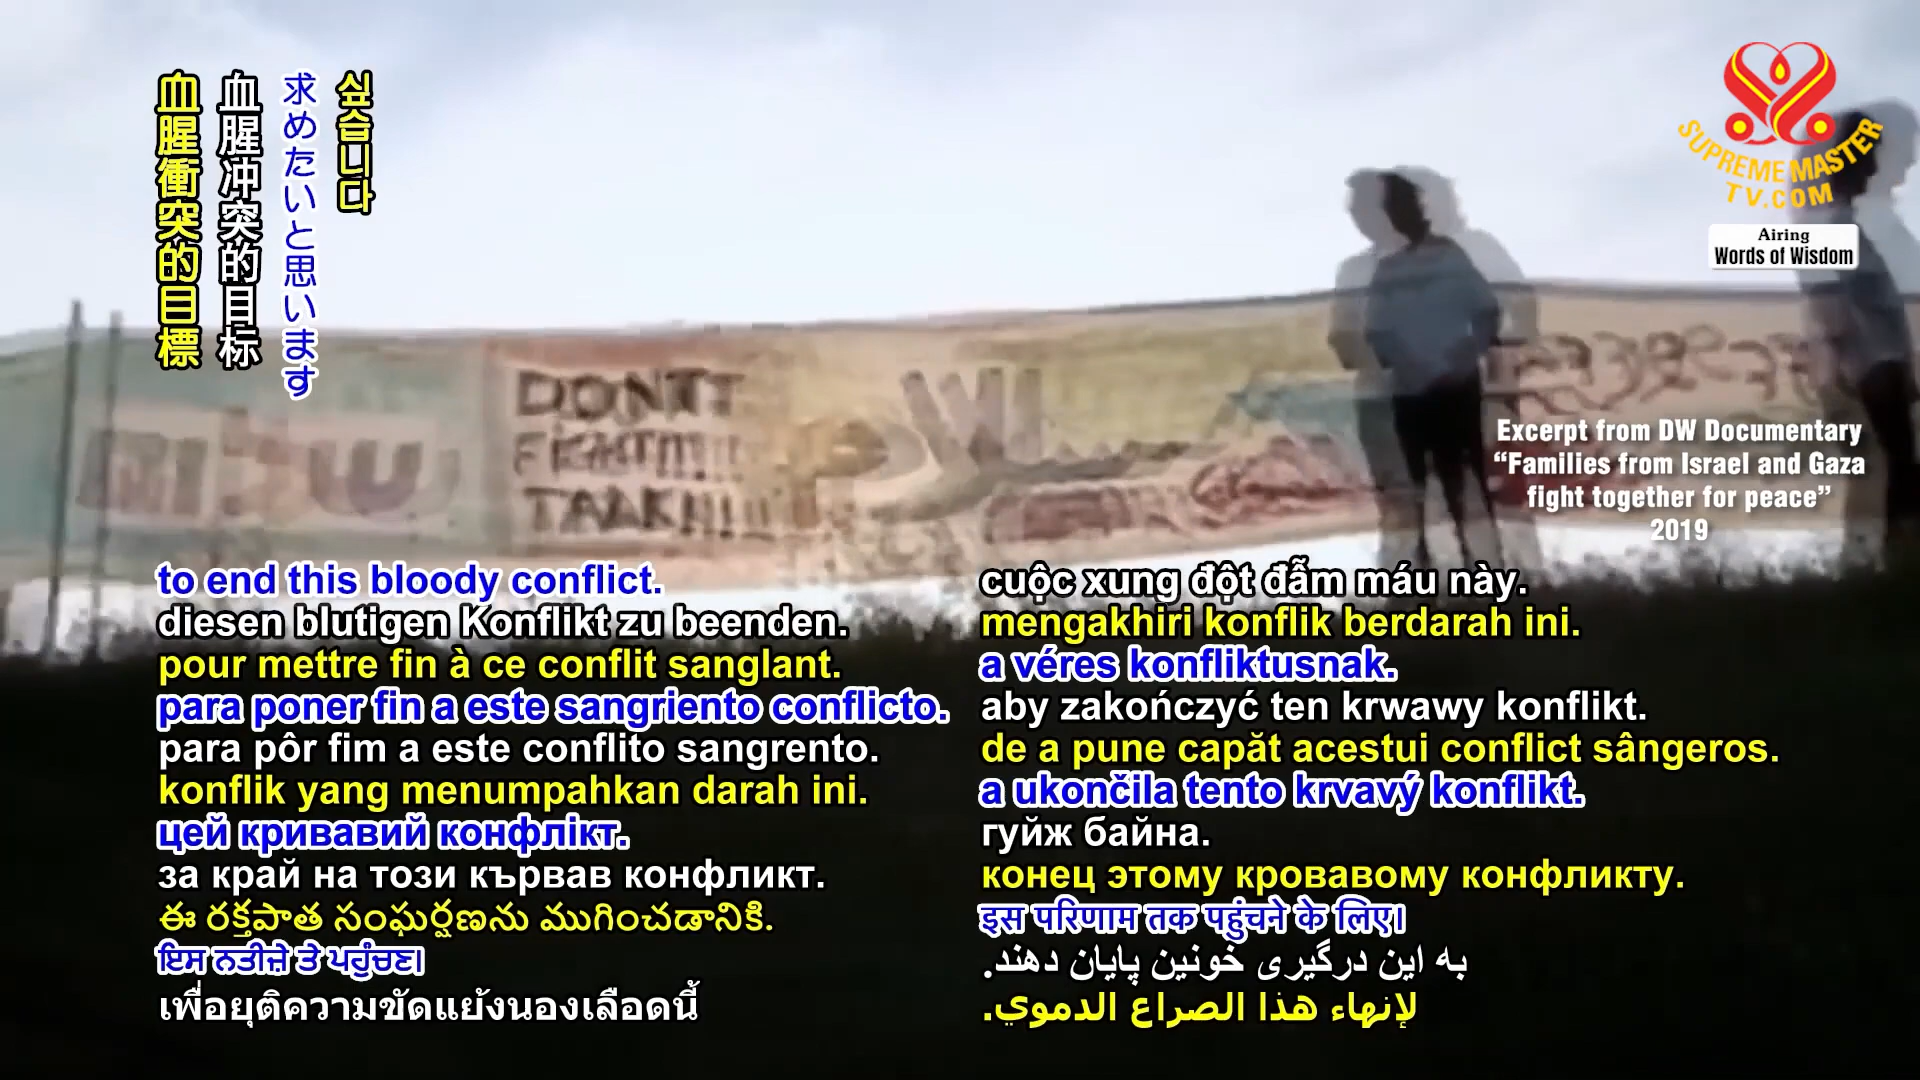 싶습니다
求めたいと思います
血腥冲突的目标
血腥衝突的目標
SUPREME MASTER
TV.COM
Airing
Words of Wisdom
שלום
DON'T
FIGHT!!!!
TALK!!!!
سلام
Excerpt from DW Documentary
“Families from Israel and Gaza
fight together for peace”
2019
to end this bloody conflict.
diesen blutigen Konflikt zu beenden.
pour mettre fin à ce conflit sanglant.
para poner fin a este sangriento conflicto.
para pôr fim a este conflito sangrento.
konflik yang menumpahkan darah ini.
цей кривавий конфлікт.
за край на този кървав конфликт.
ఈ రక్తపాత సంఘర్షణను ముగించడానికి.
ਇਸ ਨਤੀਜ਼ੇ ਤੇ ਪਹੁੰਚਣ।
เพื่อยุติความขัดแย้งนองเลือดนี้
cuộc xung đột đẫm máu này.
mengakhiri konflik berdarah ini.
a véres konfliktusnak.
aby zakończyć ten krwawy konflikt.
de a pune capăt acestui conflict sângeros.
a ukončila tento krvavý konflikt.
гуйж байна.
конец этому кровавому конфликту.
इस परिणाम तक पहुंचने के लिए।
به این درگیری خونین پایان دهند.
لإنهاء هذا الصراع الدموي.